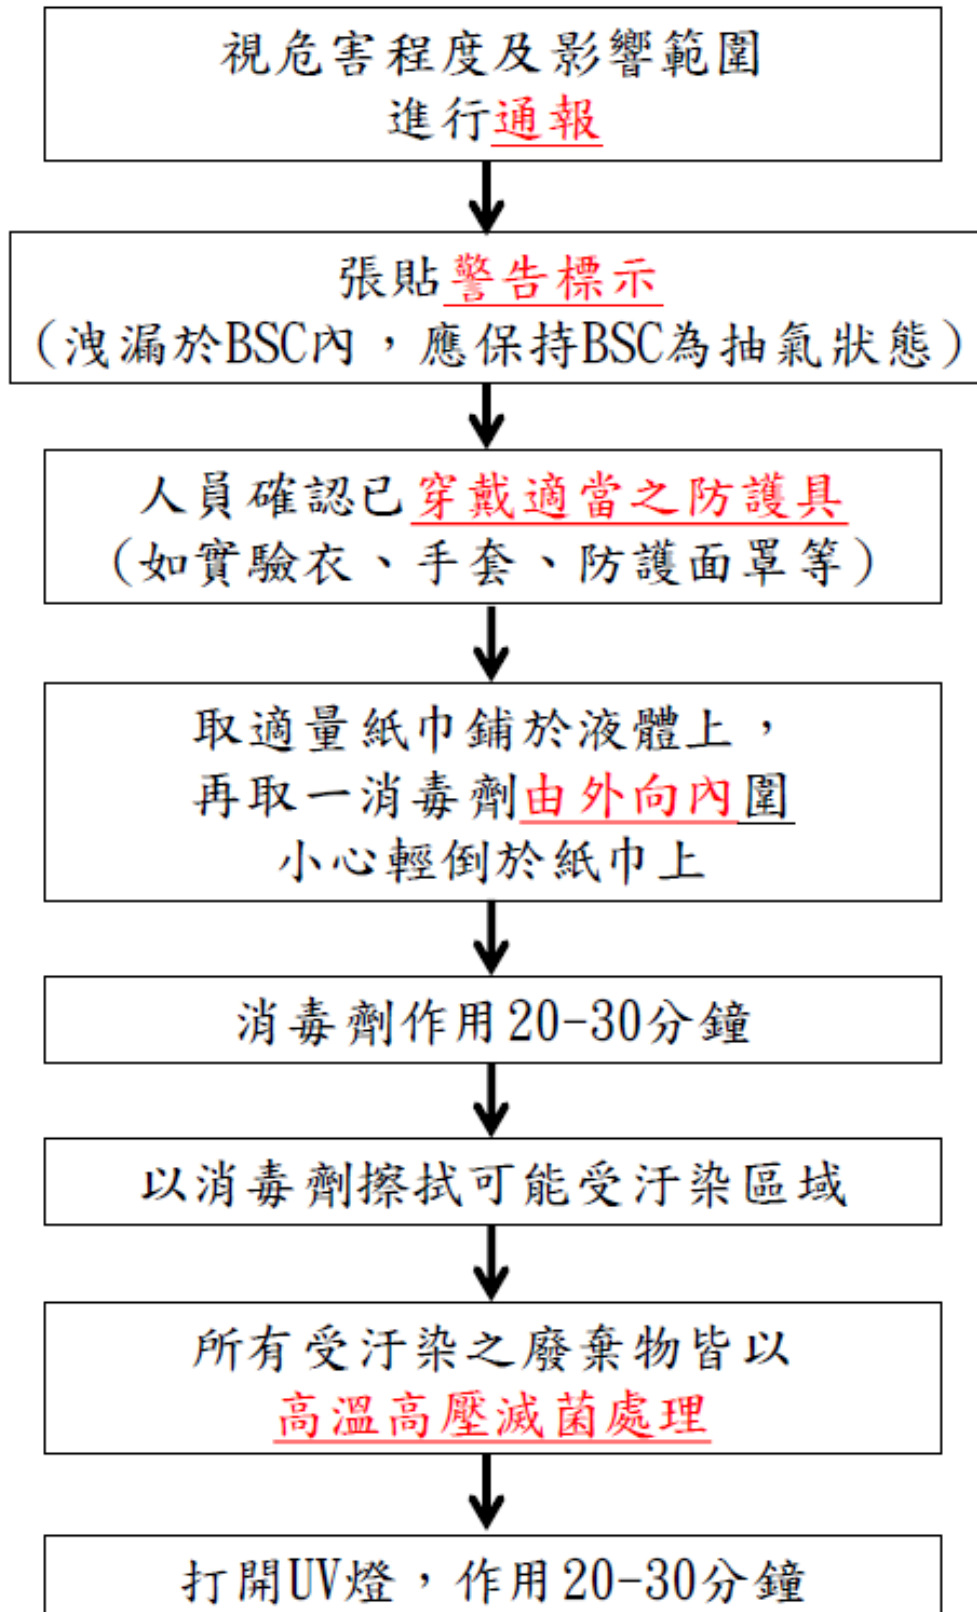 視危害程度及影響範圍
進行通報
張貼警告標示
(洩漏於BSC內，應保持BSC為抽氣狀態)
人員確認已穿戴適當之防護具
(如實驗衣、手套、防護面罩等)
取適量紙巾鋪於液體上，
再取一消毒劑由外向內圍
小心輕倒於紙巾上
消毒劑作用20-30分鐘
以消毒劑擦拭可能受汙染區域
所有受汙染之廢棄物皆以
高溫高壓滅菌處理
打開UV燈，作用20-30分鐘